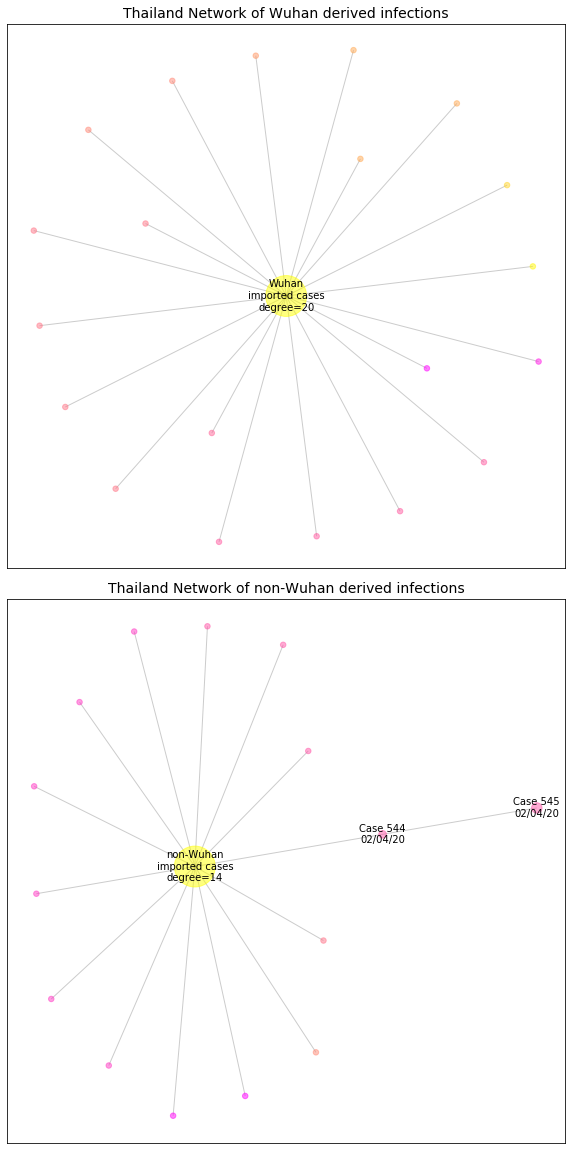 Thailand Network of Wuhan derived infections
Wuhan
imported cases
degree=20
Thailand Network of non-Wuhan derived infections
Case 545
02/04/20
Case 544
02/04/20
non-Wuhan
imported cases
degree=14